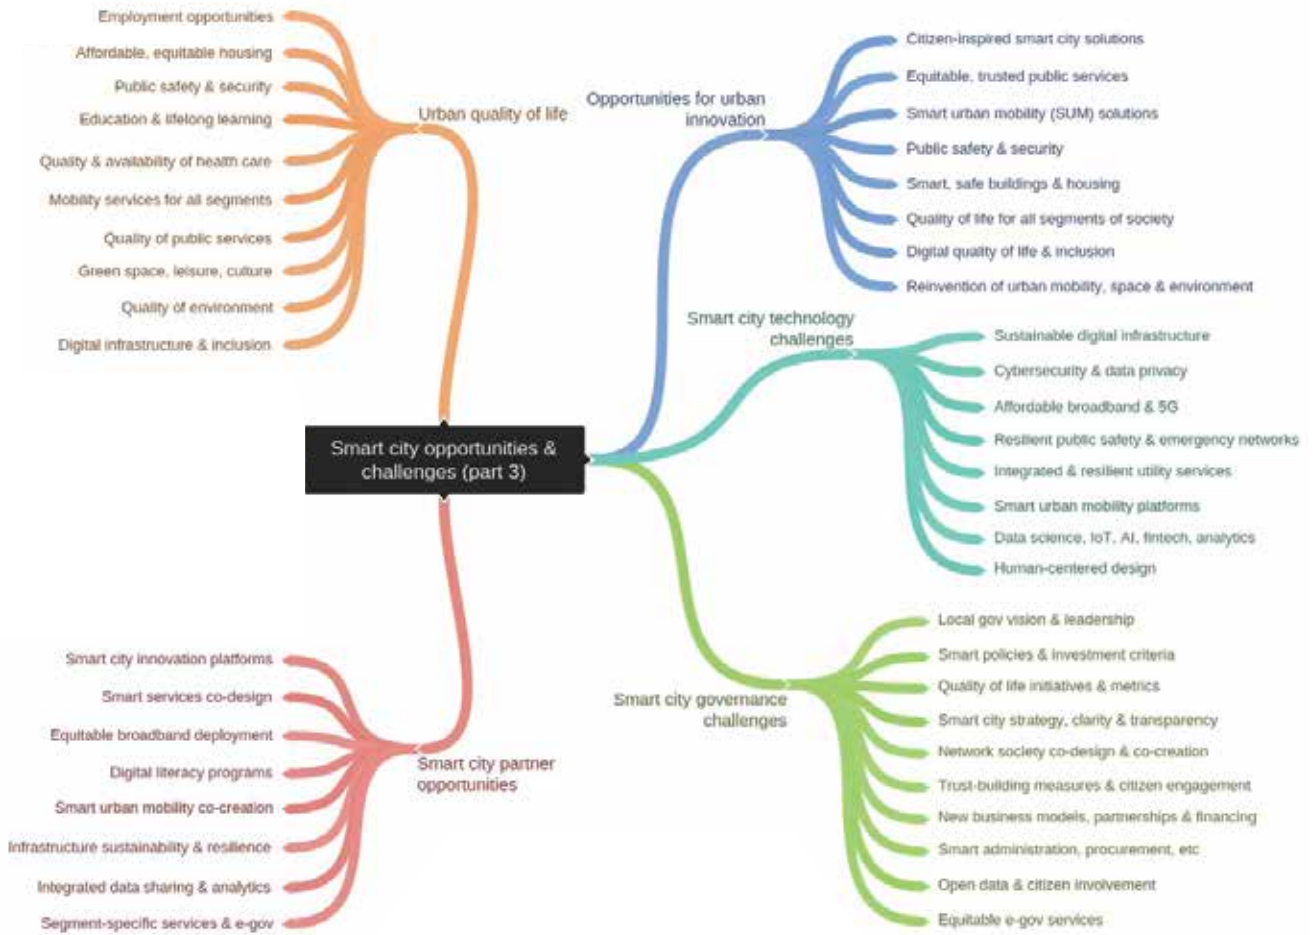 Employment opportunities
Affordable, equitable housing
Public safety & security
Education & lifelong learning
Quality & availability of health care
Mobility services for all segments
Quality of public services
Green space, leisure, culture
Quality of environment
Digital infrastructure & inclusion
Urban quality of life
Opportunities for urban
innovation
Citizen-inspired smart city solutions
Equitable, trusted public services
Smart urban mobility (SUM) solutions
Public safety & security
Smart, safe buildings & housing
Quality of life for all segments of society
Digital quality of life & inclusion
Reinvention of urban mobility, space & environment
Smart city technology
challenges
Sustainable digital infrastructure
Cybersecurity & data privacy
Affordable broadband & 5G
Resilient public safety & emergency networks
Integrated & resilient utility services
Smart urban mobility platforms
Data science, IoT, AI, fintech, analytics
Human-centered design
Smart city opportunities &
challenges (part 3)
Smart city governance
challenges
Local gov vision & leadership
Smart policies & investment criteria
Quality of life initiatives & metrics
Smart city strategy, clarity & transparency
Network society co-design & co-creation
Trust-building measures & citizen engagement
New business models, partnerships & financing
Smart administration, procurement, etc
Open data & citizen involvement
Equitable e-gov services
Smart city innovation platforms
Smart services co-design
Equitable broadband deployment
Digital literacy programs
Smart urban mobility co-creation
Infrastructure sustainability & resilience
Integrated data sharing & analytics
Segment-specific services & e-gov
Smart city partner
opportunities